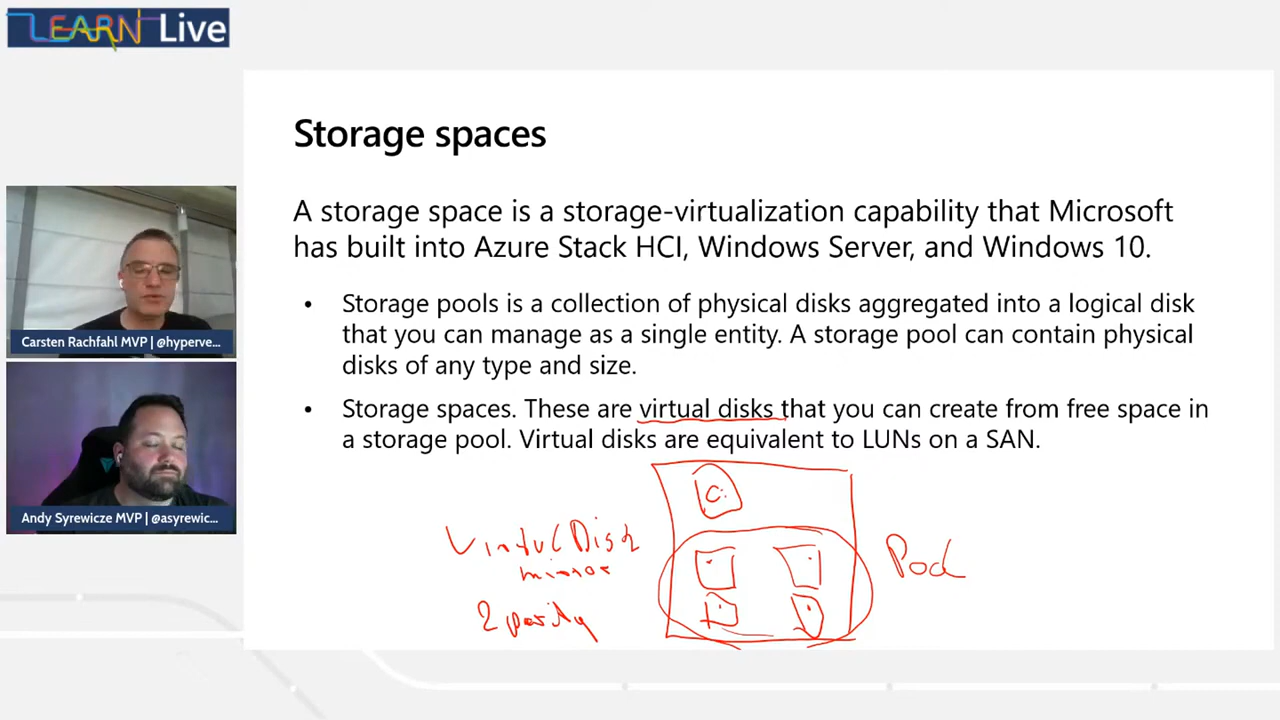 LEARN Live
Storage spaces
A storage space is a storage-virtualization capability that Microsoft
has built into Azure Stack HCI, Windows Server, and Windows 10.
• Storage pools is a collection of physical disks aggregated into a logical disk
that you can manage as a single entity. A storage pool can contain physical
disks of any type and size.
• Storage spaces. These are virtual disks that you can create from free space in
a storage pool. Virtual disks are equivalent to LUNs on a SAN.
Carsten Rachfahl MVP | @hyperve...
Andy Syrewicze MVP | @asyrewic...
C:
Virtual Disk
mirror
2 parity
Pool